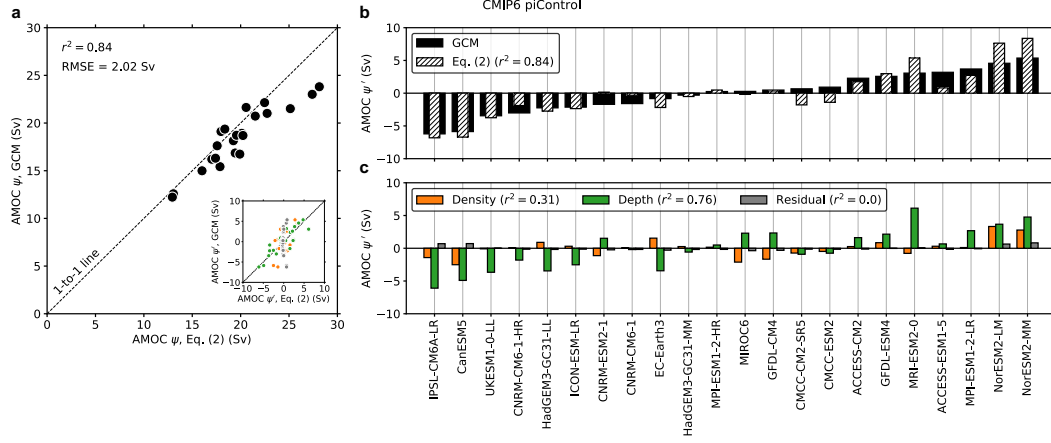 CMIP6 piControl
a
r² = 0.84
RMSE = 2.02 Sv
1-to-1 line
AMOC ψ, GCM (Sv)
30
25
20
15
10
5
0
0 5 10 15 20 25 30
AMOC ψ, Eq. (2) (Sv)
AMOC ψ′, GCM (Sv)
10
5
0
−5
−10
−10 −5 0 5 10
AMOC ψ′, Eq. (2) (Sv)
b
GCM
Eq. (2) (r² = 0.84)
AMOC ψ′ (Sv)
10
5
0
−5
−10
c
Density (r² = 0.31)
Depth (r² = 0.76)
Residual (r² = 0.0)
AMOC ψ′ (Sv)
10
5
0
−5
−10
IPSL-CM6A-LR
CanESM5
UKESM1-0-LL
CNRM-CM6-1-HR
HadGEM3-GC31-LL
ICON-ESM-LR
CNRM-ESM2-1
CNRM-CM6-1
EC-Earth3
HadGEM3-GC31-MM
MPI-ESM1-2-HR
MIROC6
GFDL-CM4
CMCC-CM2-SR5
CMCC-ESM2
ACCESS-CM2
GFDL-ESM4
MRI-ESM2-0
ACCESS-ESM1-5
MPI-ESM1-2-LR
NorESM2-LM
NorESM2-MM